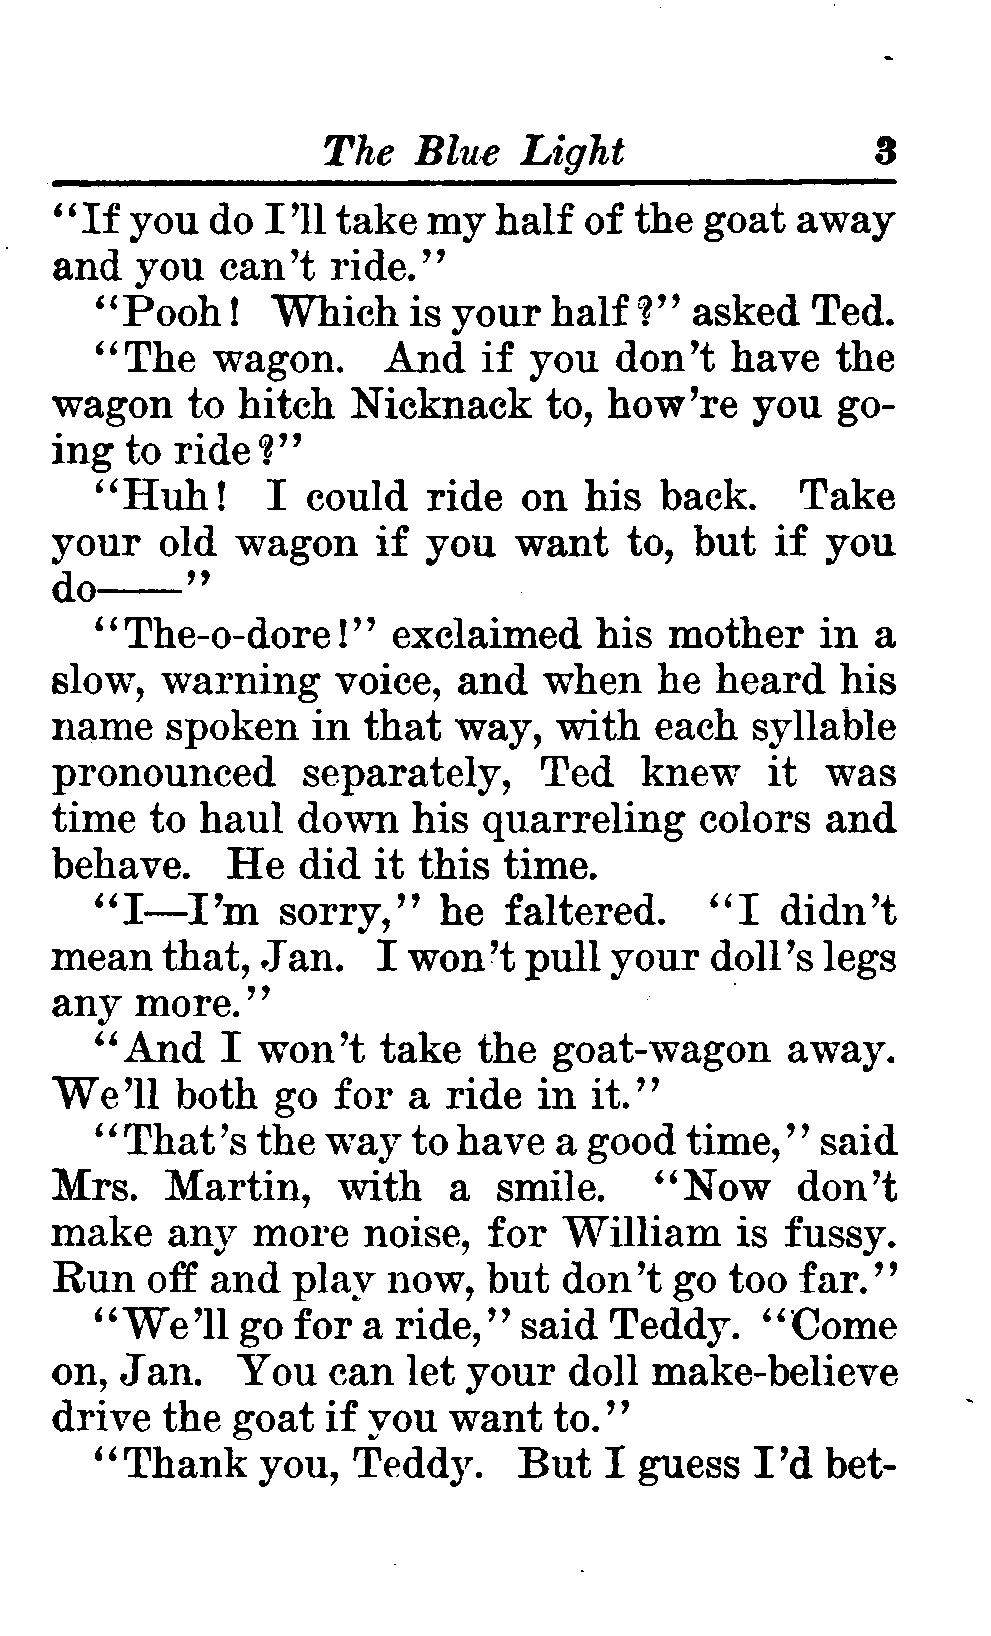 The Blue Light 3
"If you do I'll take my half of the goat away
and you can't ride."
"Pooh! Which is your half?" asked Ted.
"The wagon. And if you don't have the
wagon to hitch Nicknack to, how're you go-
ing to ride?"
"Huh! I could ride on his back. Take
your old wagon if you want to, but if you
do——"
"The-o-dore!" exclaimed his mother in a
slow, warning voice, and when he heard his
name spoken in that way, with each syllable
pronounced separately, Ted knew it was
time to haul down his quarreling colors and
behave. He did it this time.
"I—I'm sorry," he faltered. "I didn't
mean that, Jan. I won't pull your doll's legs
any more."
"And I won't take the goat-wagon away.
We'll both go for a ride in it."
"That's the way to have a good time," said
Mrs. Martin, with a smile. "Now don't
make any more noise, for William is fussy.
Run off and play now, but don't go too far."
"We'll go for a ride," said Teddy. "Come
on, Jan. You can let your doll make-believe
drive the goat if you want to."
"Thank you, Teddy. But I guess I'd bet-